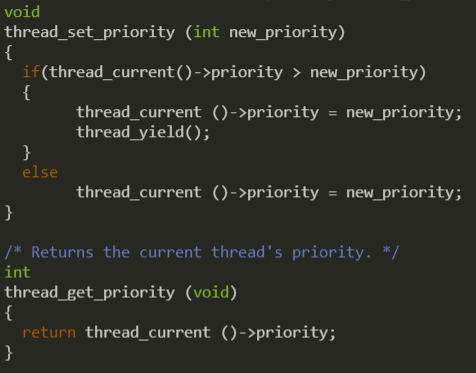 void
thread_set_priority (int new_priority)
{
  if(thread_current()->priority > new_priority)
  {
        thread_current ()->priority = new_priority;
        thread_yield();
  }
  else
        thread_current ()->priority = new_priority;
}

/* Returns the current thread's priority. */
int
thread_get_priority (void)
{
  return thread_current ()->priority;
}